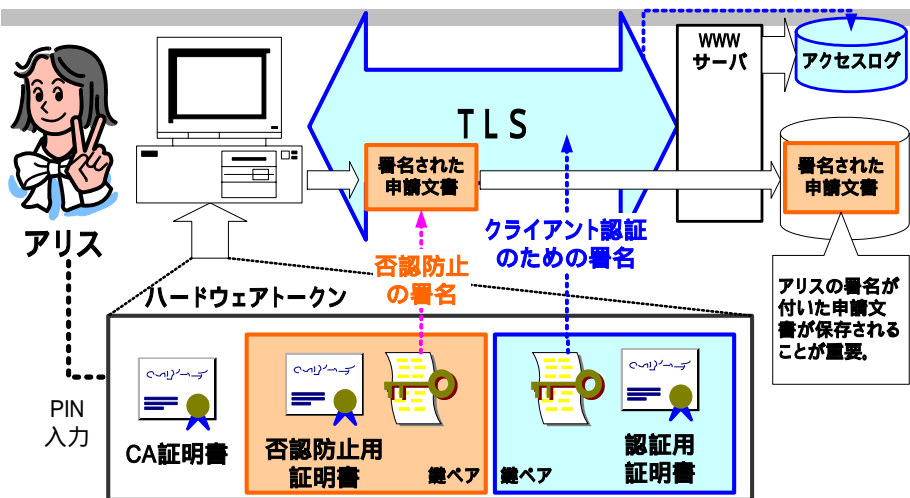 WWW
サーバ
アクセスログ
TLS
署名された
申請文書
署名された
申請文書
アリス
クライアント認証
のための署名
否認防止
の署名
ハードウェアトークン
アリスの署名が
付いた申請文
書が保存される
ことが重要。
PIN
入力
CA証明書
否認防止用
証明書
鍵ペア
鍵ペア
認証用
証明書